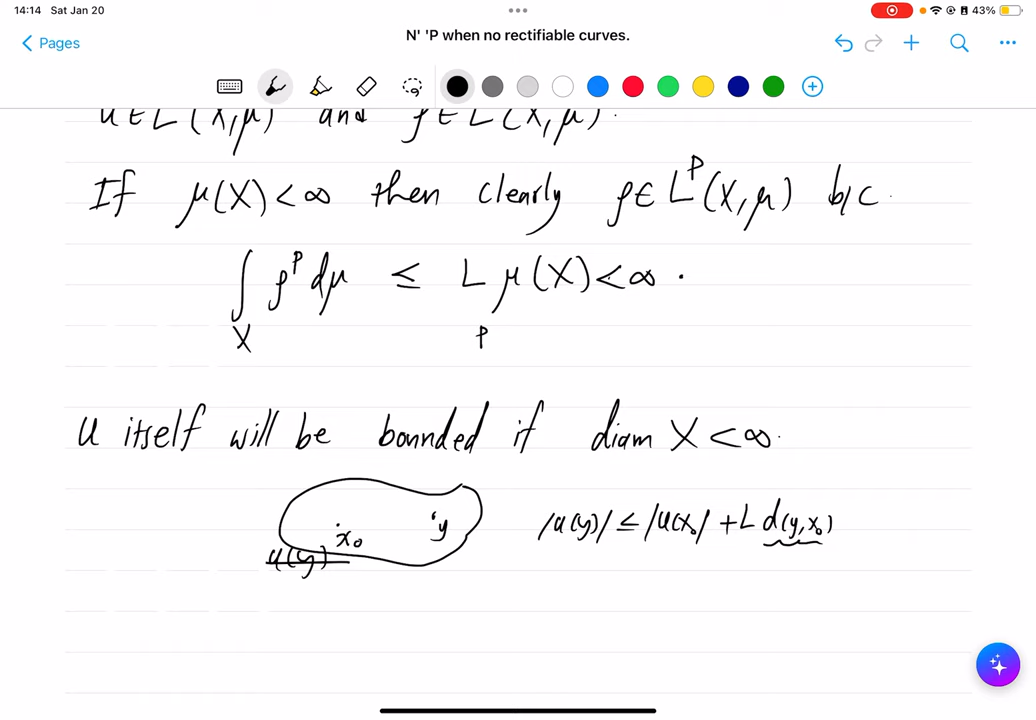 14:14 Sat Jan 20
43%
Pages
N' 'P when no rectifiable curves.
u ∈ L (X,μ) and ρ ∈ L (X,μ).
If μ(X) < ∞ then clearly ρ ∈ L^p (X,μ) b/c.
∫_X ρ^p dμ ≤ L μ(X) < ∞ .
p
u itself will be bounded if diam X < ∞.
x₀ y |u(y)| ≤ |u(x₀)| + L d(y,x₀)
u(y)